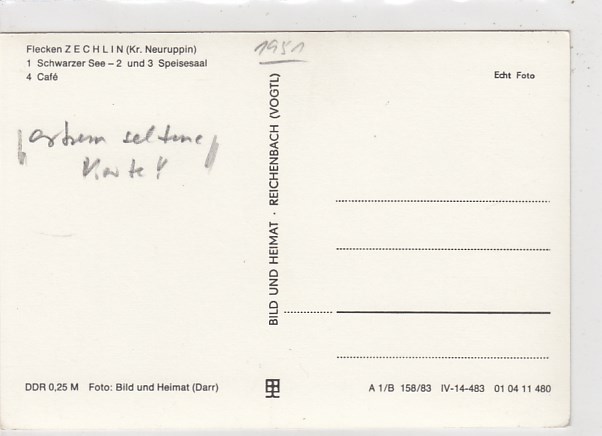 Flecken ZECHLIN (Kr. Neuruppin)
1 Schwarzer See – 2 und 3 Speisesaal
4 Café
1951
Echt Foto
extrem seltene
Karte!
BILD UND HEIMAT · REICHENBACH (VOGTL)
DDR 0,25 M Foto: Bild und Heimat (Darr)
A 1/B 158/83 IV-14-483 01 04 11 480